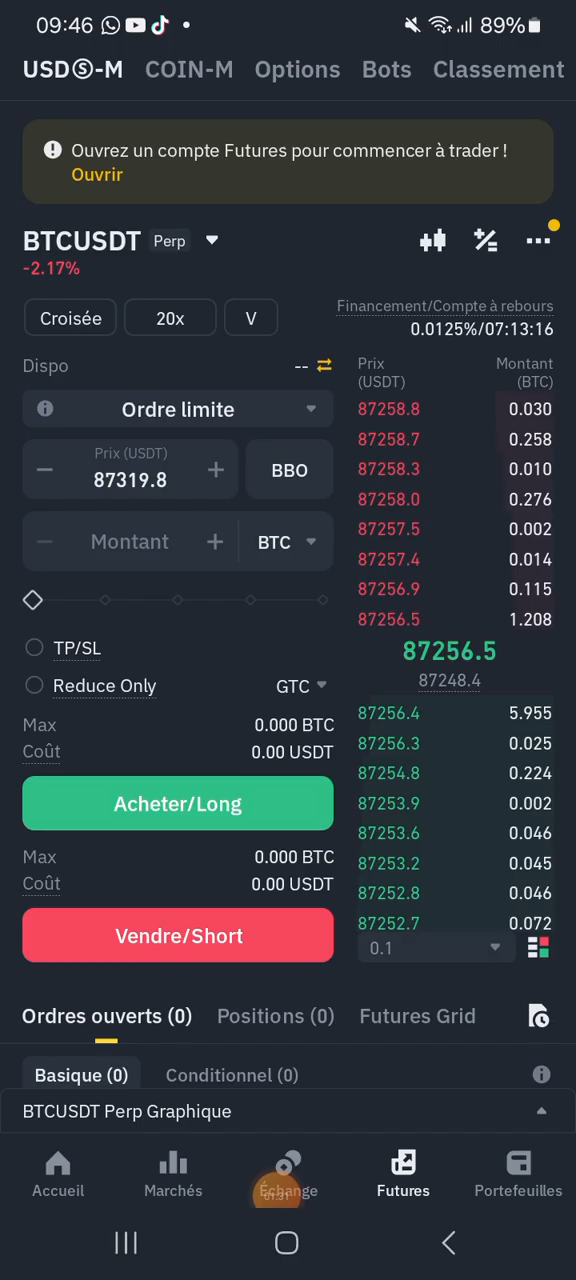 09:46
89%
USDⓈ-M COIN-M Options Bots Classement
Ouvrez un compte Futures pour commencer à trader !
Ouvrir
BTCUSDT Perp
-2.17%
Croisée 20x V
Financement/Compte à rebours
0.0125%/07:13:16
Dispo --
Prix (USDT) Montant (BTC)
Ordre limite
Prix (USDT)
87319.8
BBO
Montant BTC
TP/SL
Reduce Only GTC
Max 0.000 BTC
Coût 0.00 USDT
Acheter/Long
Max 0.000 BTC
Coût 0.00 USDT
Vendre/Short
87258.8 0.030
87258.7 0.258
87258.3 0.010
87258.0 0.276
87257.5 0.002
87257.4 0.014
87256.9 0.115
87256.5 1.208
87256.5
87248.4
87256.4 5.955
87256.3 0.025
87254.8 0.224
87253.9 0.002
87253.6 0.046
87253.2 0.045
87252.8 0.046
87252.7 0.072
0.1
Ordres ouverts (0) Positions (0) Futures Grid
Basique (0) Conditionnel (0)
BTCUSDT Perp Graphique
Accueil Marchés Échange Futures Portefeuilles
01:31